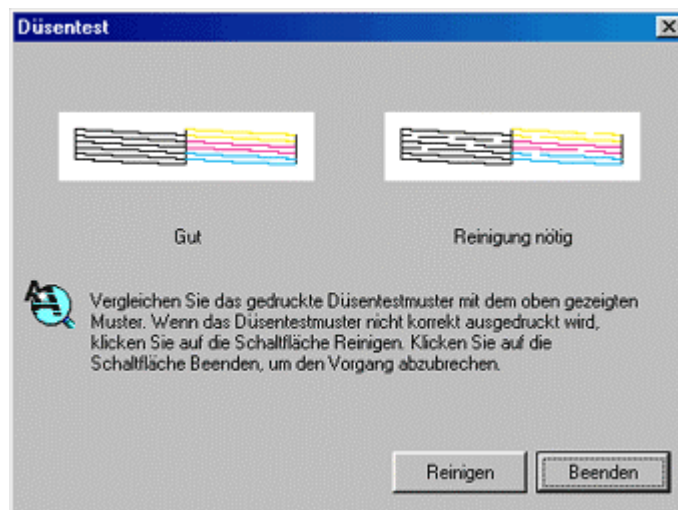 Düsentest
Gut
Reinigung nötig
Vergleichen Sie das gedruckte Düsentestmuster mit dem oben gezeigten
Muster. Wenn das Düsentestmuster nicht korrekt ausgedruckt wird,
klicken Sie auf die Schaltfläche Reinigen. Klicken Sie auf die
Schaltfläche Beenden, um den Vorgang abzubrechen.
Reinigen
Beenden